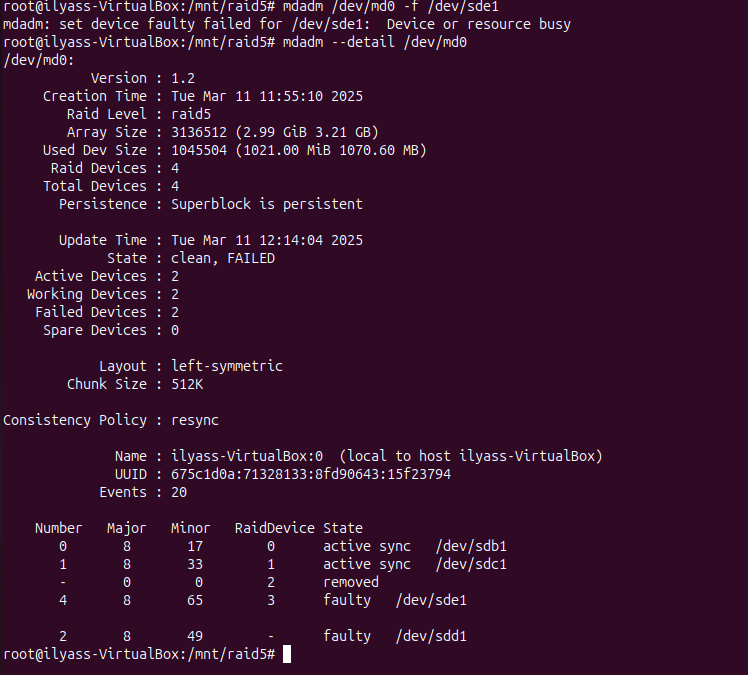 root@ilyass-VirtualBox:/mnt/raid5# mdadm /dev/md0 -f /dev/sde1
mdadm: set device faulty failed for /dev/sde1:  Device or resource busy
root@ilyass-VirtualBox:/mnt/raid5# mdadm --detail /dev/md0
/dev/md0:
           Version : 1.2
     Creation Time : Tue Mar 11 11:55:10 2025
        Raid Level : raid5
        Array Size : 3136512 (2.99 GiB 3.21 GB)
     Used Dev Size : 1045504 (1021.00 MiB 1070.60 MB)
      Raid Devices : 4
     Total Devices : 4
       Persistence : Superblock is persistent

       Update Time : Tue Mar 11 12:14:04 2025
             State : clean, FAILED
    Active Devices : 2
   Working Devices : 2
    Failed Devices : 2
     Spare Devices : 0

            Layout : left-symmetric
        Chunk Size : 512K

Consistency Policy : resync

              Name : ilyass-VirtualBox:0  (local to host ilyass-VirtualBox)
              UUID : 675c1d0a:71328133:8fd90643:15f23794
            Events : 20

    Number   Major   Minor   RaidDevice State
       0       8       17        0      active sync   /dev/sdb1
       1       8       33        1      active sync   /dev/sdc1
       -       0        0        2      removed
       4       8       65        3      faulty   /dev/sde1

       2       8       49        -      faulty   /dev/sdd1
root@ilyass-VirtualBox:/mnt/raid5#